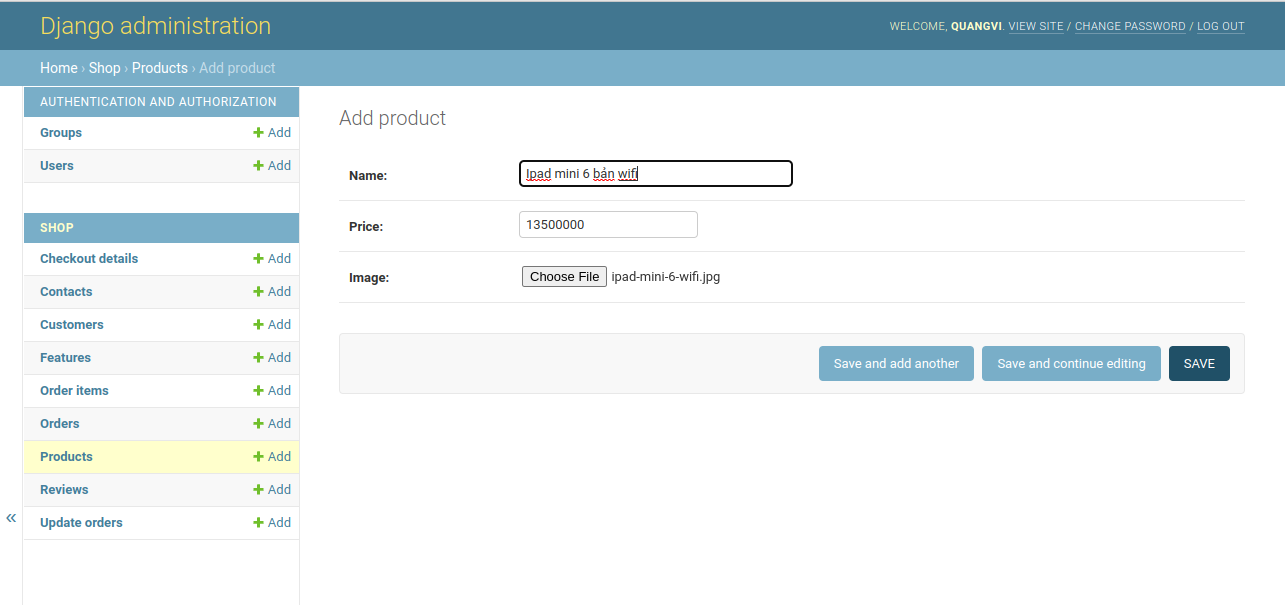 Django administration
WELCOME, QUANGVI. VIEW SITE / CHANGE PASSWORD / LOG OUT
Home › Shop › Products › Add product
AUTHENTICATION AND AUTHORIZATION
Groups + Add
Users + Add
SHOP
Checkout details + Add
Contacts + Add
Customers + Add
Features + Add
Order items + Add
Orders + Add
Products + Add
Reviews + Add
Update orders + Add
«
Add product
Name: Ipad mini 6 bản wifi
Price: 13500000
Image: Choose File ipad-mini-6-wifi.jpg
Save and add another Save and continue editing SAVE